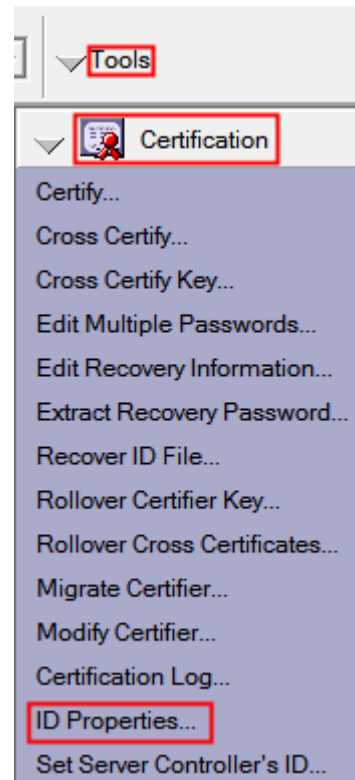 Tools
Certification
Certify...
Cross Certify...
Cross Certify Key...
Edit Multiple Passwords...
Edit Recovery Information...
Extract Recovery Password...
Recover ID File...
Rollover Certifier Key...
Rollover Cross Certificates...
Migrate Certifier...
Modify Certifier...
Certification Log...
ID Properties...
Set Server Controller's ID...